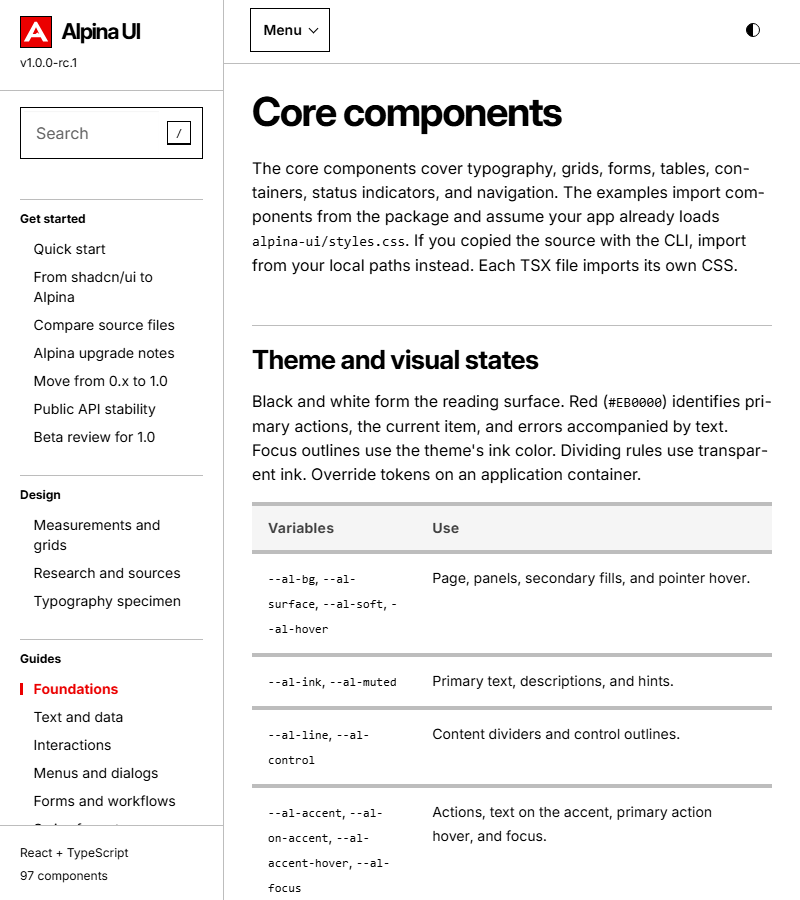 Alpina UI
v1.0.0-rc.1
Search /
Get started
Quick start
From shadcn/ui to
Alpina
Compare source files
Alpina upgrade notes
Move from 0.x to 1.0
Public API stability
Beta review for 1.0
Design
Measurements and
grids
Research and sources
Typography specimen
Guides
Foundations
Text and data
Interactions
Menus and dialogs
Forms and workflows
React + TypeScript
97 components
Menu
Core components
The core components cover typography, grids, forms, tables, con-
tainers, status indicators, and navigation. The examples import com-
ponents from the package and assume your app already loads
alpina-ui/styles.css. If you copied the source with the CLI, import
from your local paths instead. Each TSX file imports its own CSS.
Theme and visual states
Black and white form the reading surface. Red (#EB0000) identifies pri-
mary actions, the current item, and errors accompanied by text.
Focus outlines use the theme's ink color. Dividing rules use transpar-
ent ink. Override tokens on an application container.
Variables Use
--al-bg, --al- Page, panels, secondary fills, and pointer hover.
surface, --al-soft, -
-al-hover
--al-ink, --al-muted Primary text, descriptions, and hints.
--al-line, --al- Content dividers and control outlines.
control
--al-accent, --al- Actions, text on the accent, primary action
on-accent, --al- hover, and focus.
accent-hover, --al-
focus